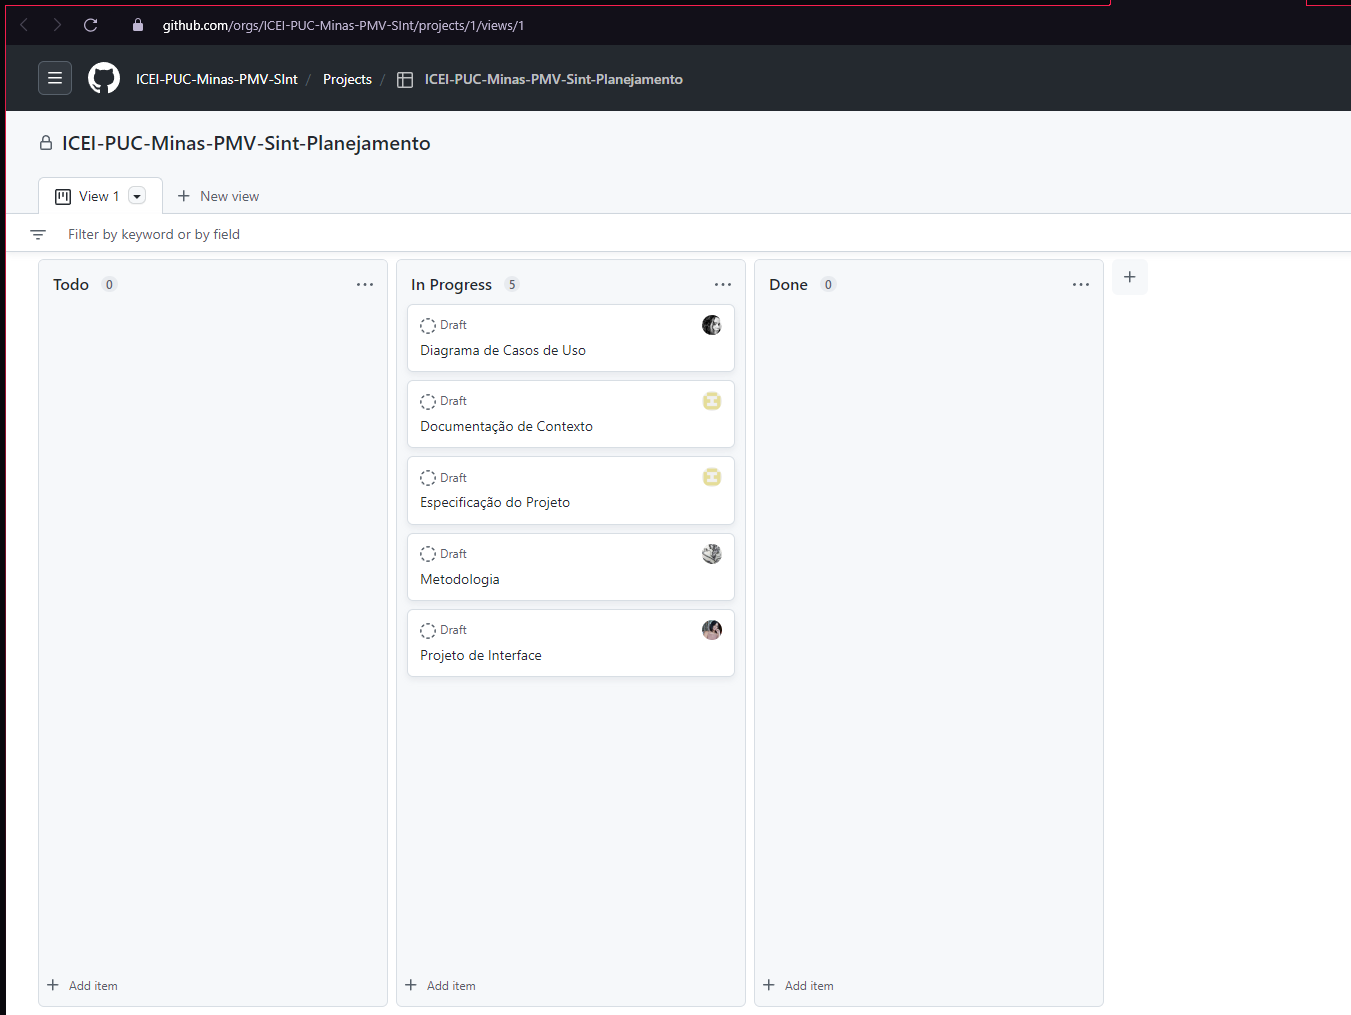 github.com/orgs/ICEI-PUC-Minas-PMV-SInt/projects/1/views/1
ICEI-PUC-Minas-PMV-SInt / Projects / ICEI-PUC-Minas-PMV-Sint-Planejamento
ICEI-PUC-Minas-PMV-Sint-Planejamento
View 1
New view
Filter by keyword or by field
Todo 0
Add item
In Progress 5
Draft
Diagrama de Casos de Uso
Draft
Documentação de Contexto
Draft
Especificação do Projeto
Draft
Metodologia
Draft
Projeto de Interface
Add item
Done 0
Add item